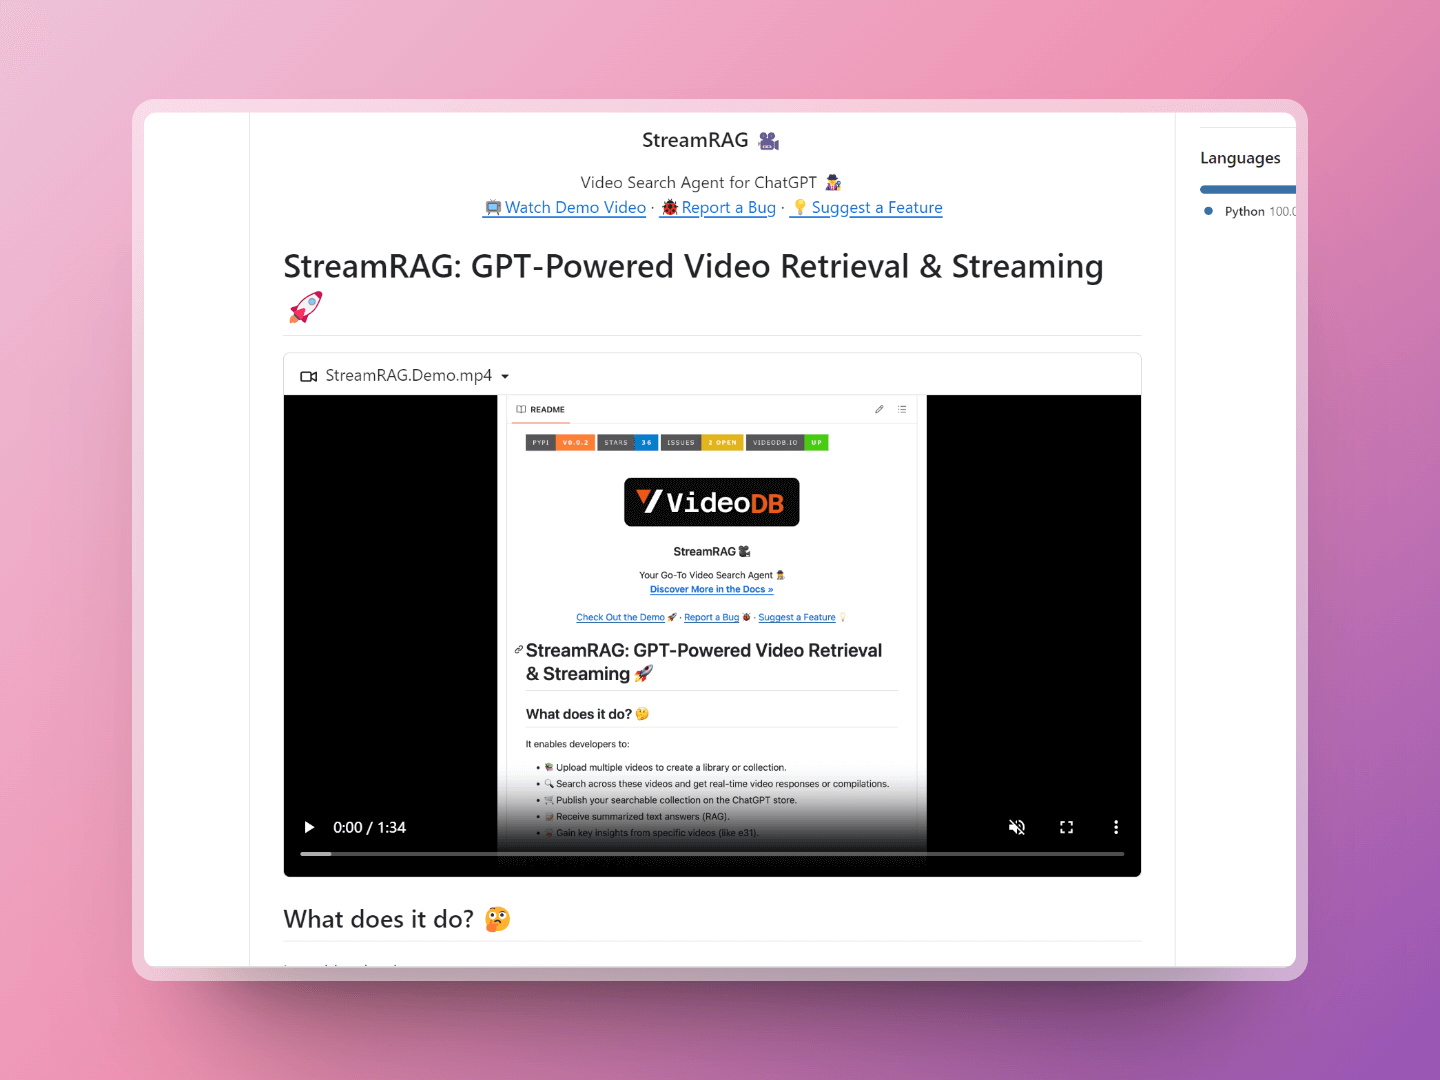 StreamRAG
Languages
Video Search Agent for ChatGPT
Watch Demo Video · Report a Bug · Suggest a Feature
Python 100.0
StreamRAG: GPT-Powered Video Retrieval & Streaming
StreamRAG.Demo.mp4
README
PYPI V0.0.2 STARS 36 ISSUES 2 OPEN VIDEODB.IO UP
VideoDB
StreamRAG
Your Go-To Video Search Agent
Discover More in the Docs »
Check Out the Demo · Report a Bug · Suggest a Feature
StreamRAG: GPT-Powered Video Retrieval
& Streaming
What does it do?
It enables developers to:
• Upload multiple videos to create a library or collection.
• Search across these videos and get real-time video responses or compilations.
• Publish your searchable collection on the ChatGPT store.
• Receive summarized text answers (RAG).
• Gain key insights from specific videos (like e31).
0:00 / 1:34
What does it do?